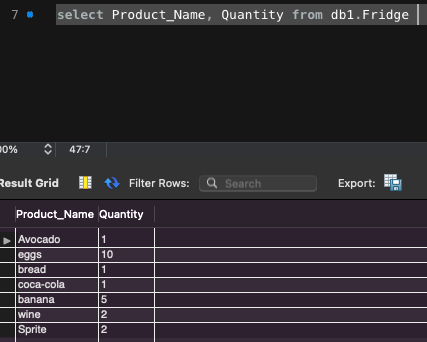 7 select Product_Name, Quantity from db1.Fridge
00% 47:7
Result Grid Filter Rows: Search Export:
Product_Name Quantity
Avocado 1
eggs 10
bread 1
coca-cola 1
banana 5
wine 2
Sprite 2